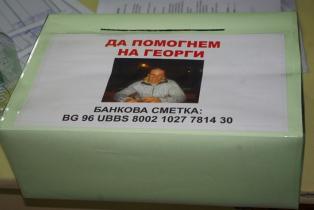 ДА ПОМОГНЕМ
НА ГЕОРГИ
БАНКОВА СМЕТКА:
BG 96 UBBS 8002 1027 7814 30